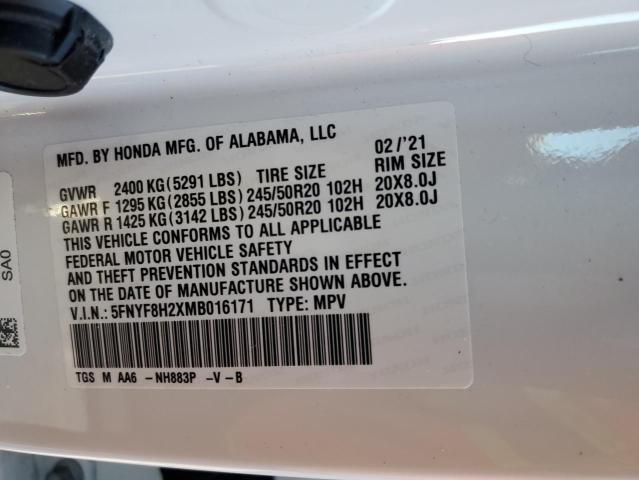 MFD. BY HONDA MFG. OF ALABAMA, LLC 02/'21
GVWR 2400 KG(5291 LBS) TIRE SIZE RIM SIZE
GAWR F 1295 KG(2855 LBS)245/50R20 102H 20X8.0J
GAWR R 1425 KG(3142 LBS)245/50R20 102H 20X8.0J
THIS VEHICLE CONFORMS TO ALL APPLICABLE
FEDERAL MOTOR VEHICLE SAFETY
AND THEFT PREVENTION STANDARDS IN EFFECT
ON THE DATE OF MANUFACTURE SHOWN ABOVE.
V.I.N.: 5FNYF8H2XMB016171 TYPE: MPV
TGS M AA6 -NH883P -V-B
SA0